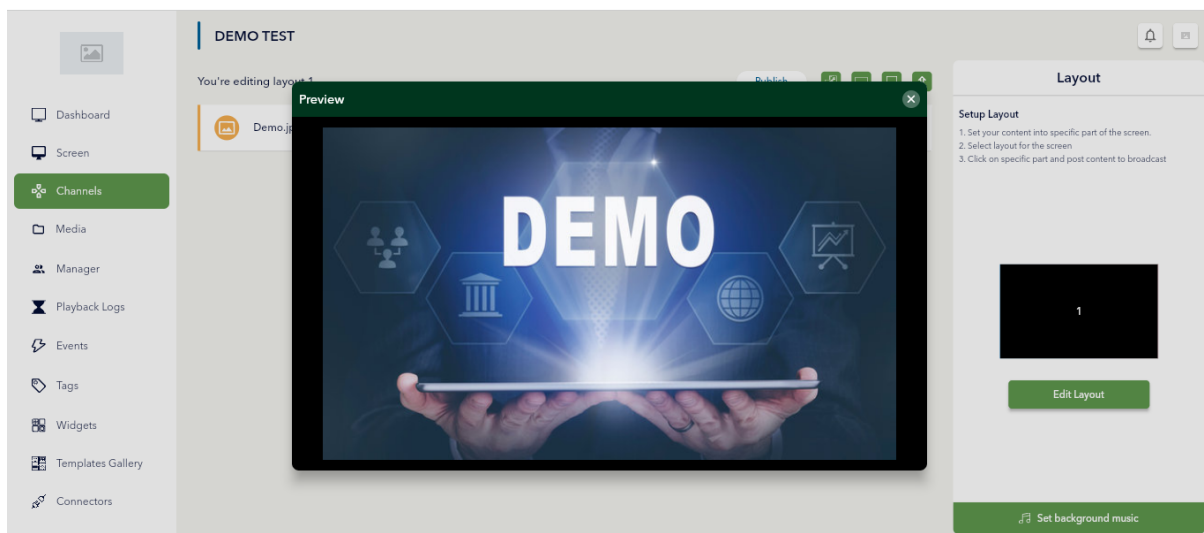 DEMO TEST
You're editing layout 1
Publish
Preview
Demo.jp
DEMO
Dashboard
Screen
Channels
Media
Manager
Playback Logs
Events
Tags
Widgets
Templates Gallery
Connectors
Layout
Setup Layout
1. Set your content into specific part of the screen.
2. Select layout for the screen
3. Click on specific part and post content to broadcast
1
Edit Layout
Set background music